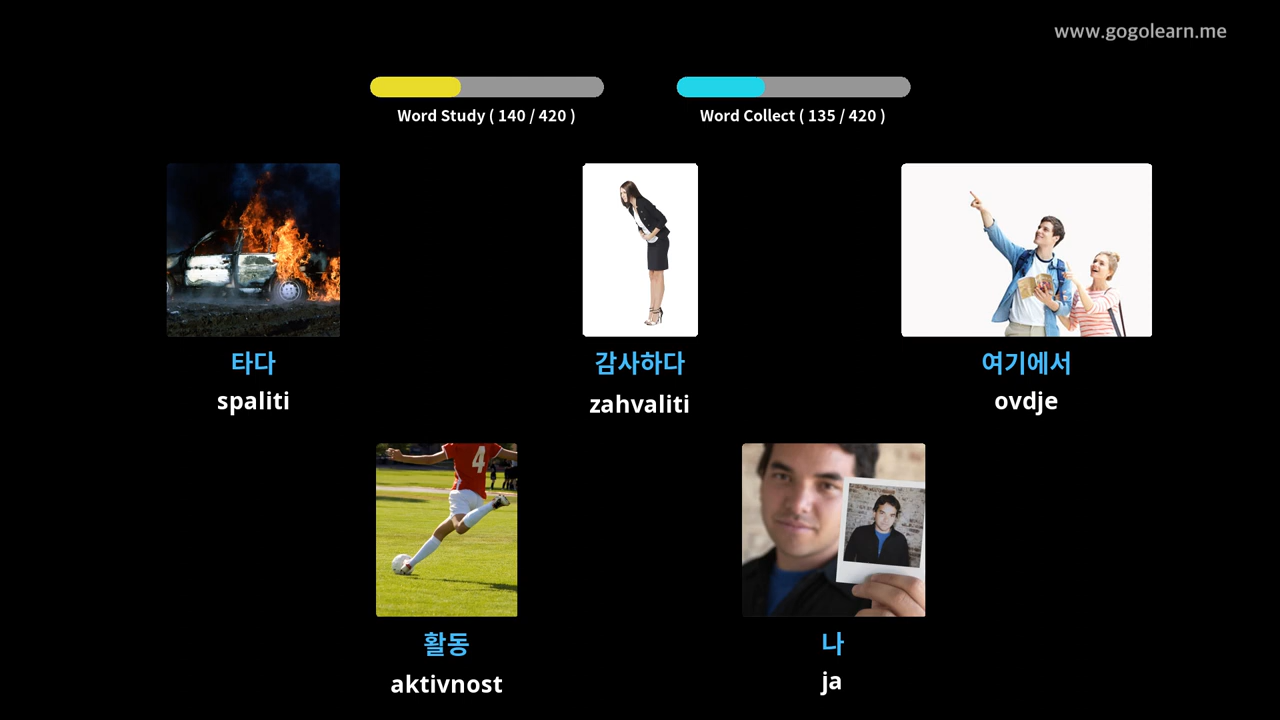 www.gogolearn.me
Word Study ( 140 / 420 )
Word Collect ( 135 / 420 )
타다
감사하다
여기에서
spaliti
zahvaliti
ovdje
4
활동
나
aktivnost
ja